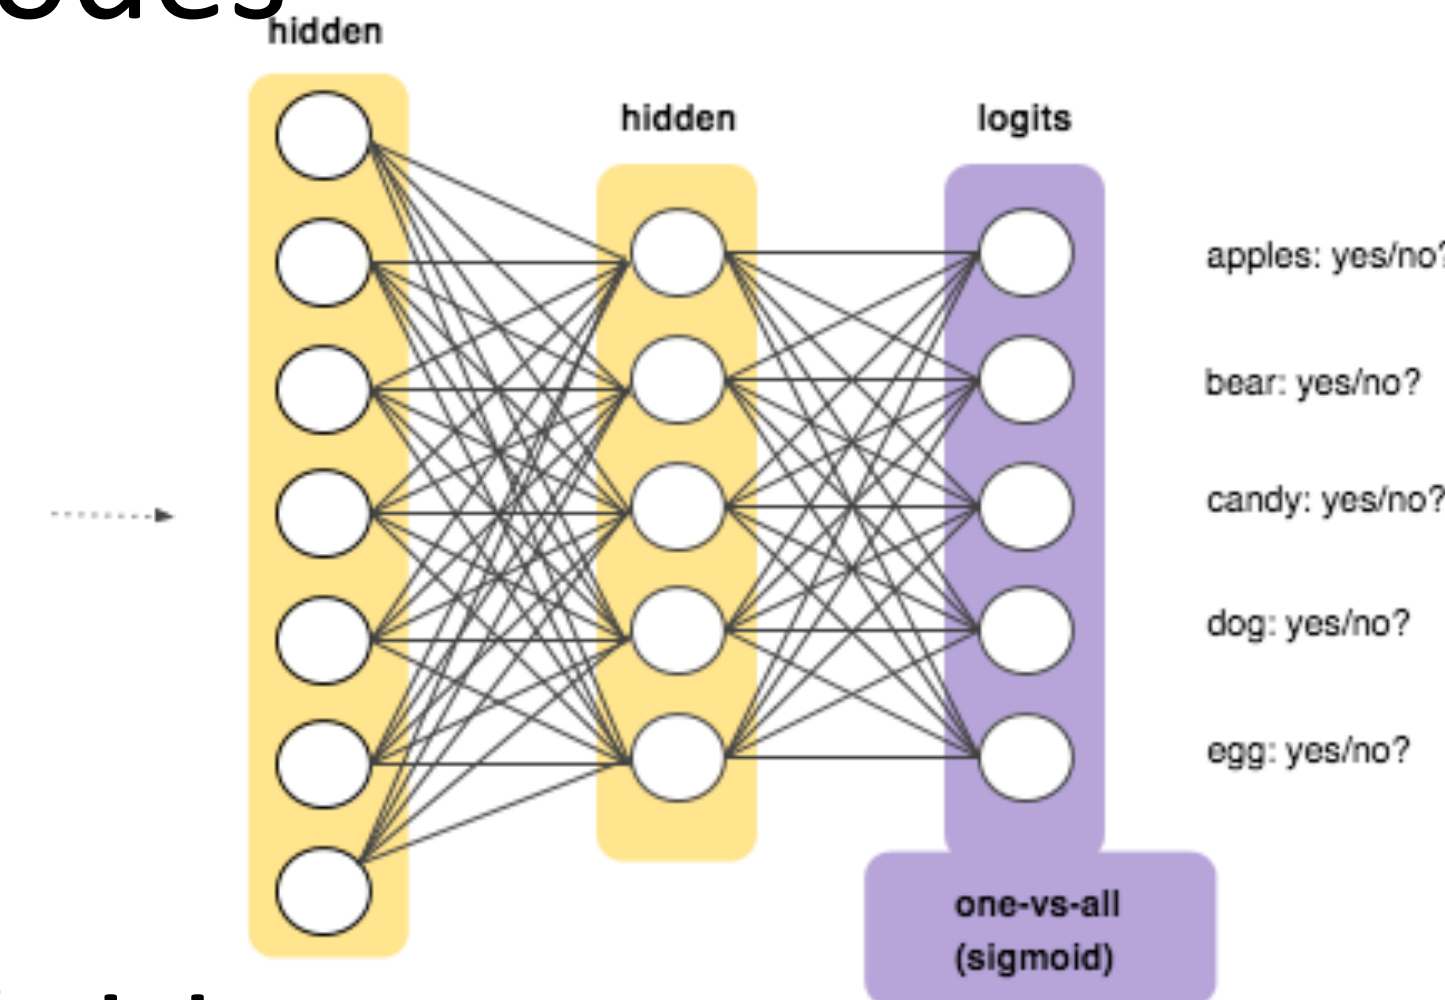 hidden
hidden
logits
apples: yes/no?
bear: yes/no?
candy: yes/no?
dog: yes/no?
egg: yes/no?
one-vs-all
(sigmoid)